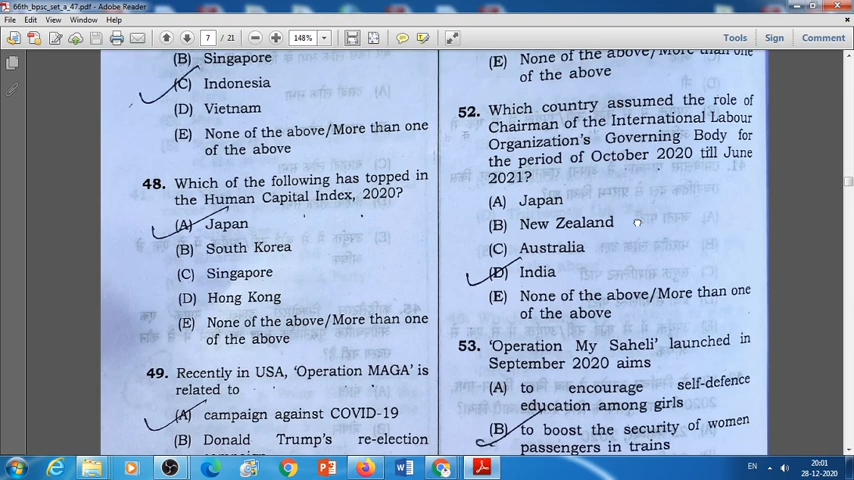 66th_bpsc_set_a_47.pdf - Adobe Reader
File Edit View Window Help
7 / 21
148%
Tools Sign Comment
(B) Singapore
(C) Indonesia
(D) Vietnam
(E) None of the above/More than one
of the above
48. Which of the following has topped in
the Human Capital Index, 2020?
(A) Japan
(B) South Korea
(C) Singapore
(D) Hong Kong
(E) None of the above/More than one
of the above
49. Recently in USA, 'Operation MAGA' is
related to
(A) campaign against COVID-19
(B) Donald Trump's re-election
(E) None of the above/More than one
of the above
52. Which country assumed the role of
Chairman of the International Labour
Organization's Governing Body for
the period of October 2020 till June
2021?
(A) Japan
(B) New Zealand
(C) Australia
(D) India
(E) None of the above/More than one
of the above
53. 'Operation My Saheli' launched in
September 2020 aims
(A) to encourage self-defence
education among girls
(B) to boost the security of women
passengers in trains
EN
20:01
28-12-2020